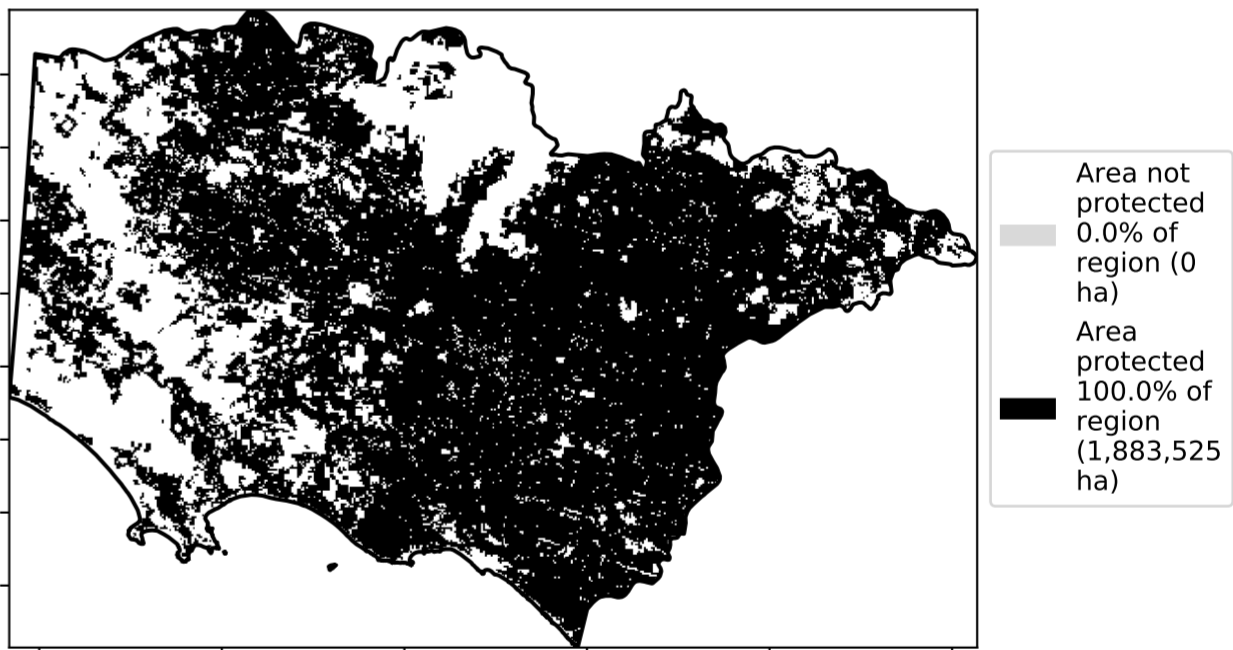 Area not
protected
0.0% of
region (0
ha)
Area
protected
100.0% of
region
(1,883,525
ha)